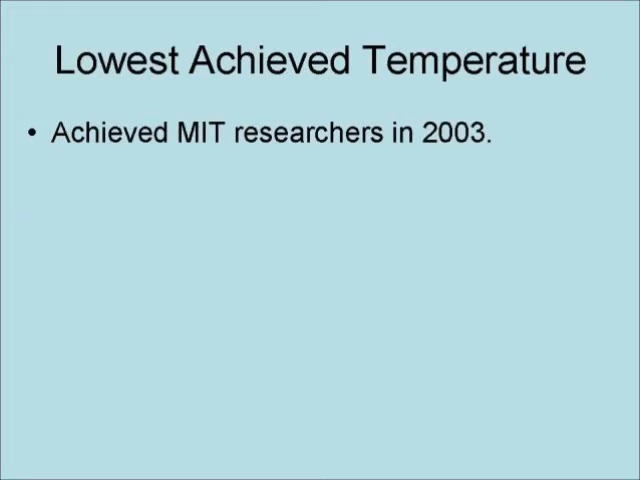 Lowest Achieved Temperature
• Achieved MIT researchers in 2003.